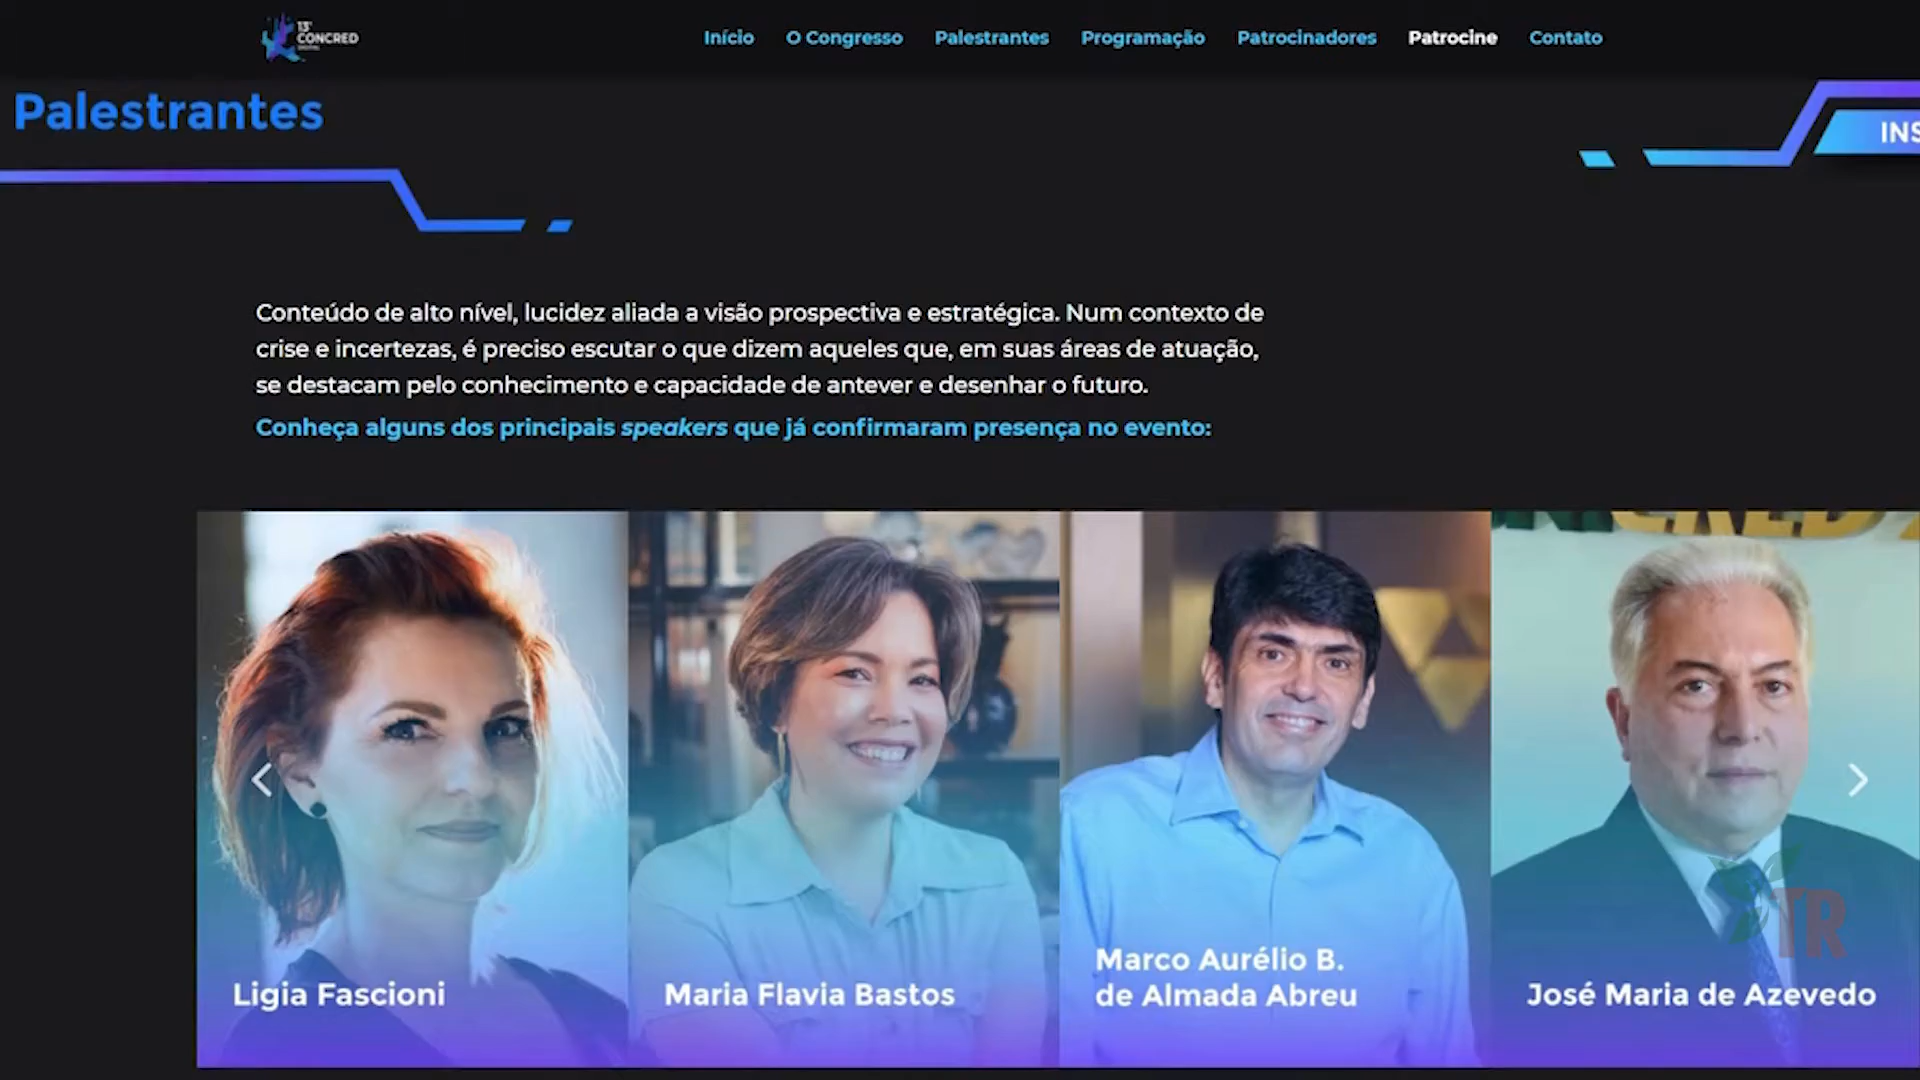 13º
CONCRED
DIGITAL
Início O Congresso Palestrantes Programação Patrocinadores Patrocine Contato
Palestrantes
INS
Conteúdo de alto nível, lucidez aliada a visão prospectiva e estratégica. Num contexto de
crise e incertezas, é preciso escutar o que dizem aqueles que, em suas áreas de atuação,
se destacam pelo conhecimento e capacidade de antever e desenhar o futuro.
Conheça alguns dos principais speakers que já confirmaram presença no evento:
Ligia Fascioni
Maria Flavia Bastos
Marco Aurélio B.
de Almada Abreu
José Maria de Azevedo
TR